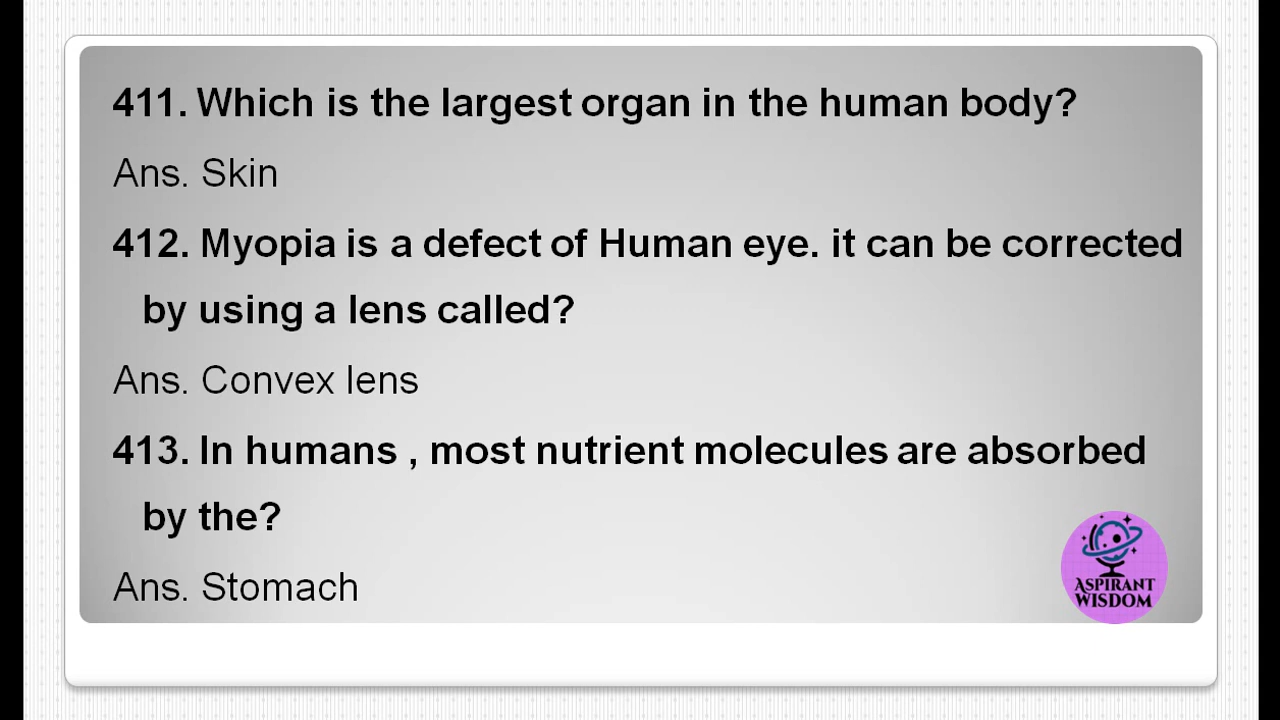 411. Which is the largest organ in the human body?
Ans. Skin
412. Myopia is a defect of Human eye. it can be corrected
by using a lens called?
Ans. Convex lens
413. In humans , most nutrient molecules are absorbed
by the?
Ans. Stomach
ASPIRANT
WISDOM